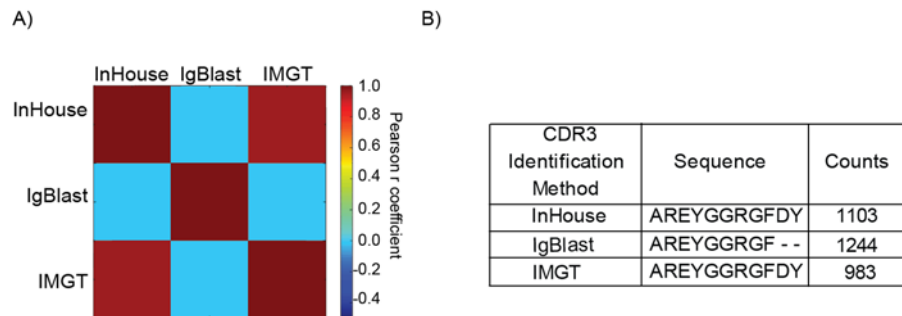 A)
B)
InHouse IgBlast IMGT
InHouse
IgBlast
IMGT
1.0
0.8
0.6
0.4
0.2
0.0
-0.2
-0.4
Pearson r coefficient
CDR3 Identification Method Sequence Counts
InHouse AREYGGRGFDY 1103
IgBlast AREYGGRGF - - 1244
IMGT AREYGGRGFDY 983